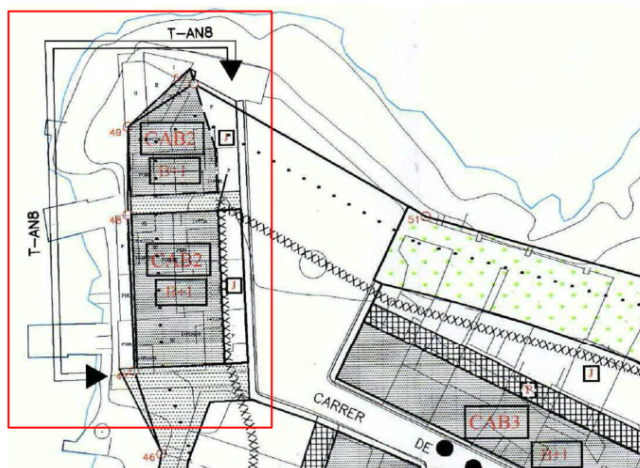 T-AN8
49
CAB2
J
B+1
T-AN8
48
51
CAB2
B+1
J
J
CARRER
CAB3
DE
B+1
46